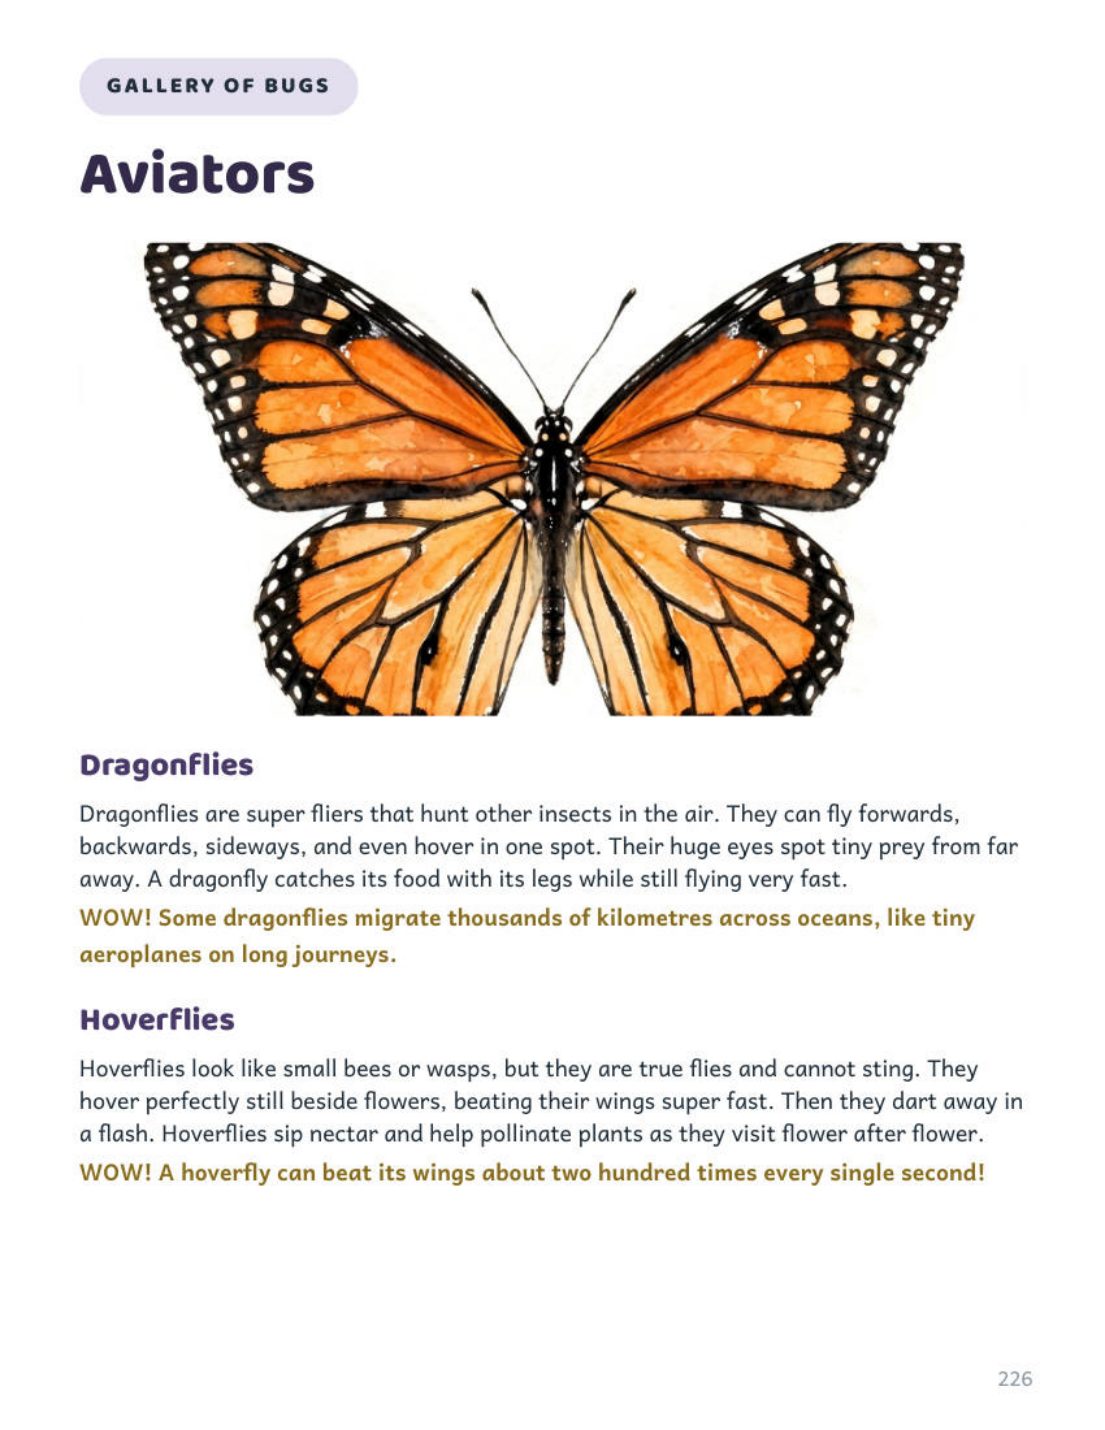 GALLERY OF BUGS
Aviators
Dragonflies
Dragonflies are super fliers that hunt other insects in the air. They can fly forwards,
backwards, sideways, and even hover in one spot. Their huge eyes spot tiny prey from far
away. A dragonfly catches its food with its legs while still flying very fast.
WOW! Some dragonflies migrate thousands of kilometres across oceans, like tiny
aeroplanes on long journeys.
Hoverflies
Hoverflies look like small bees or wasps, but they are true flies and cannot sting. They
hover perfectly still beside flowers, beating their wings super fast. Then they dart away in
a flash. Hoverflies sip nectar and help pollinate plants as they visit flower after flower.
WOW! A hoverfly can beat its wings about two hundred times every single second!
226